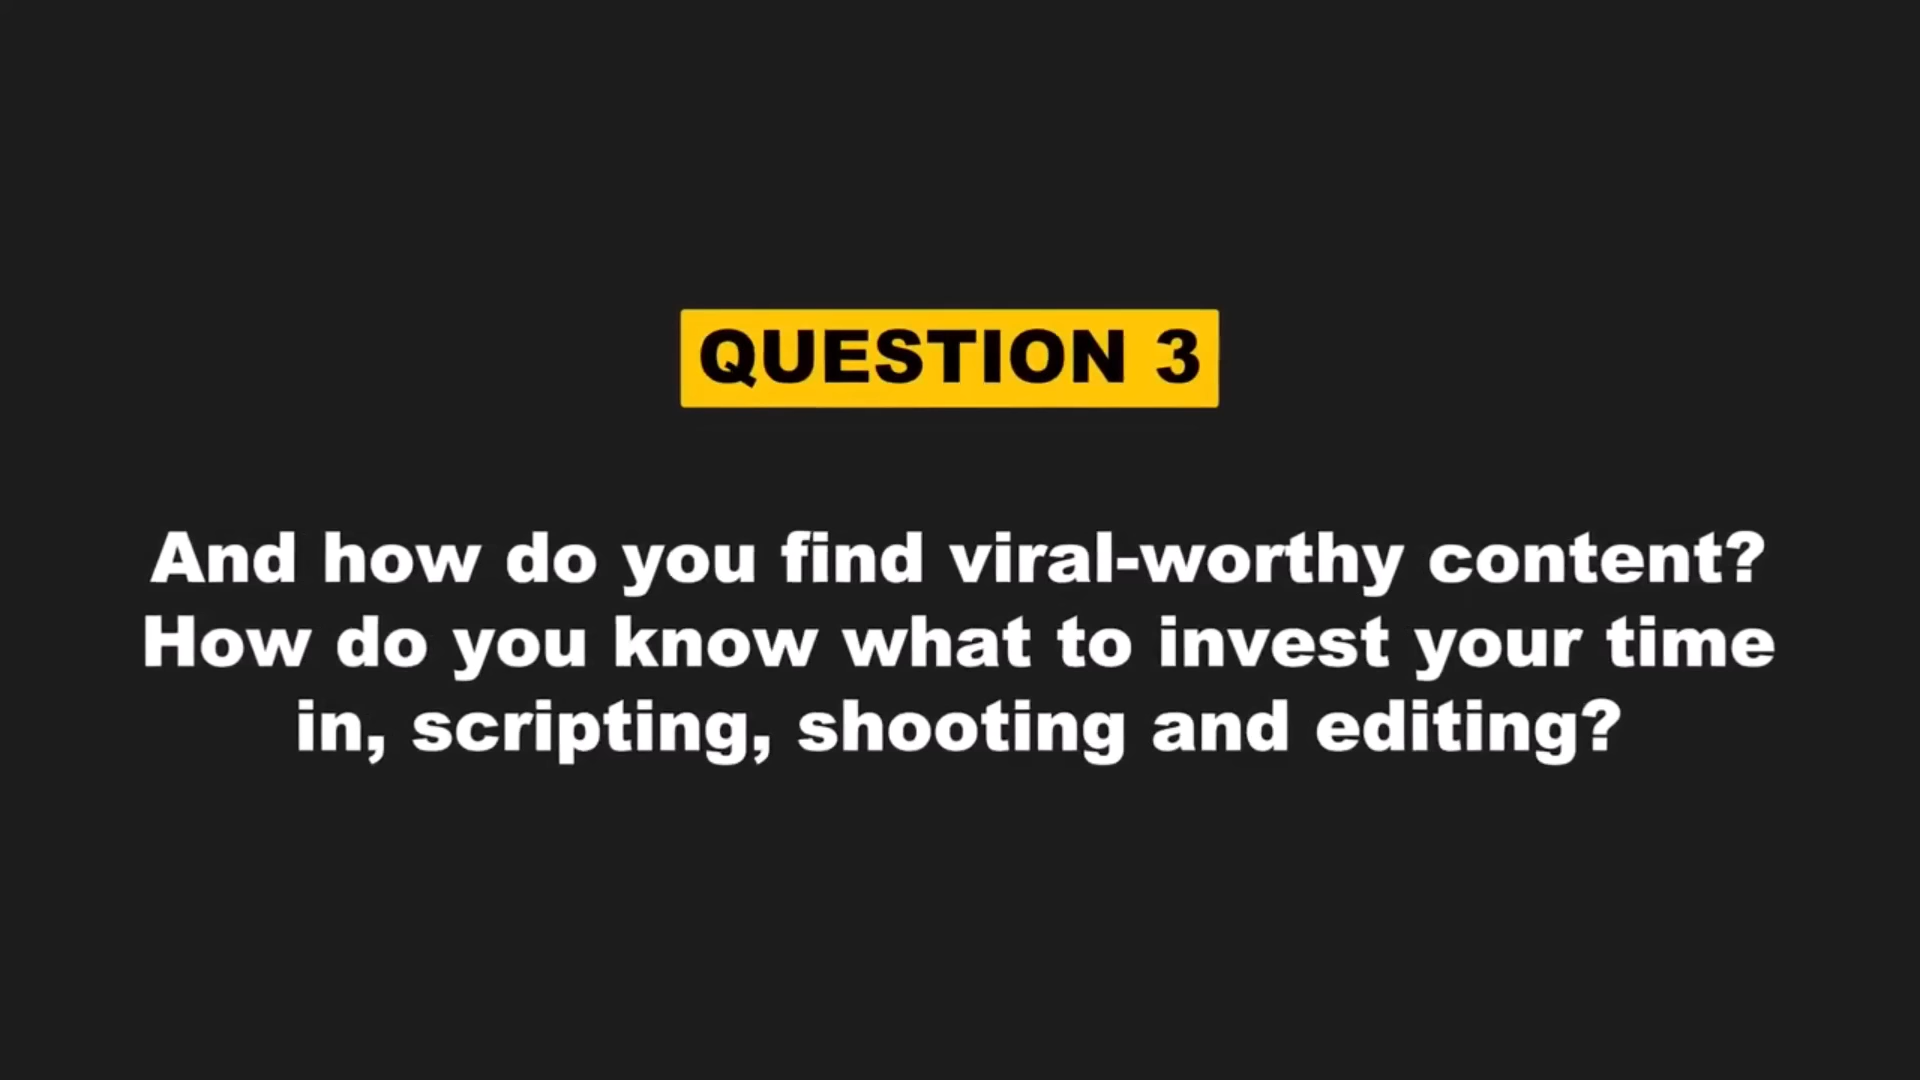 QUESTION 3
And how do you find viral-worthy content?
How do you know what to invest your time
in, scripting, shooting and editing?